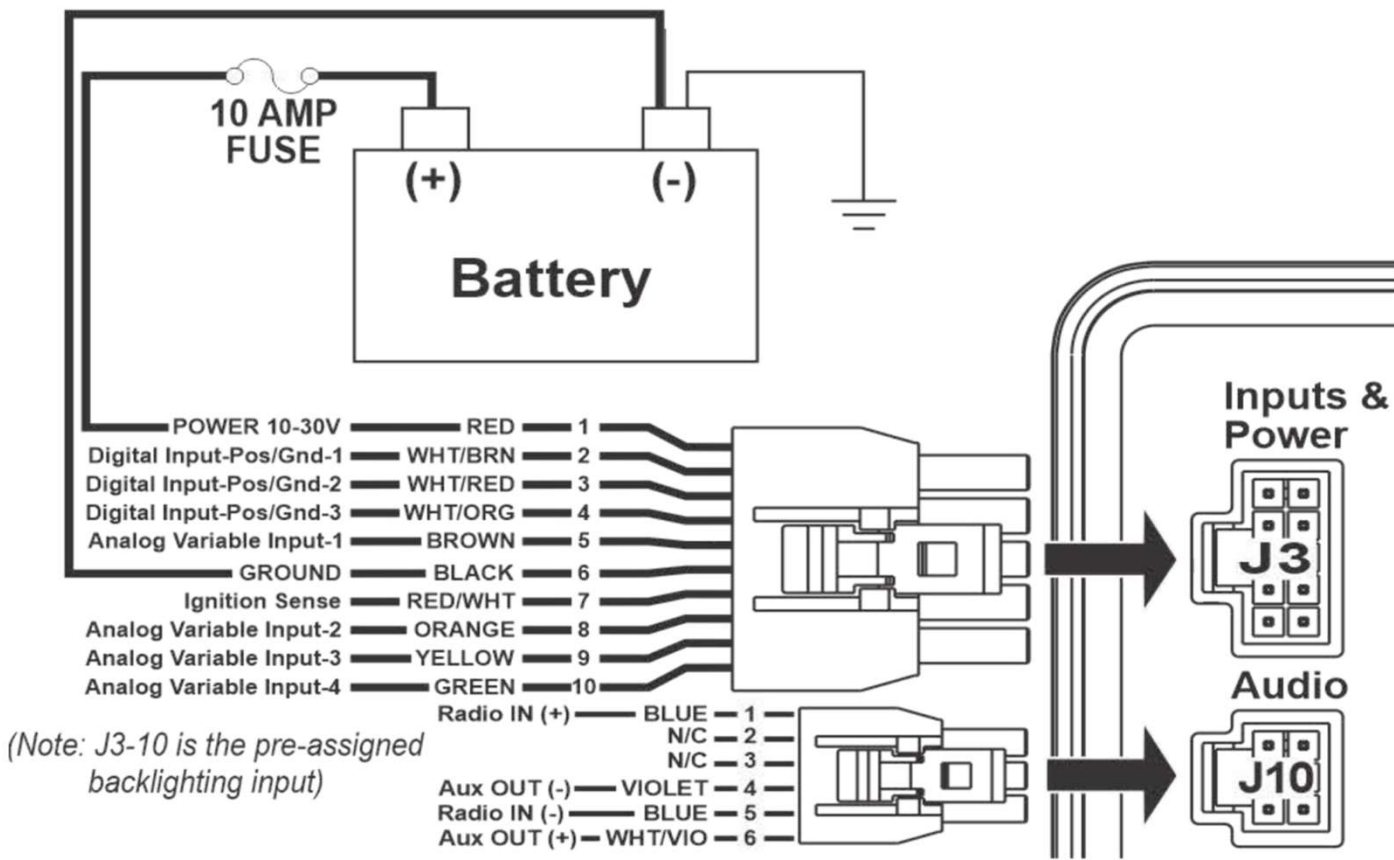 10 AMP
FUSE
(+)
(-)
Battery
Inputs &
Power
POWER 10-30V RED 1
Digital Input-Pos/Gnd-1 WHT/BRN 2
Digital Input-Pos/Gnd-2 WHT/RED 3
Digital Input-Pos/Gnd-3 WHT/ORG 4
Analog Variable Input-1 BROWN 5
GROUND BLACK 6
Ignition Sense RED/WHT 7
Analog Variable Input-2 ORANGE 8
Analog Variable Input-3 YELLOW 9
Analog Variable Input-4 GREEN 10
J3
(Note: J3-10 is the pre-assigned
backlighting input)
Audio
Radio IN (+) BLUE 1
N/C 2
N/C 3
Aux OUT (-) VIOLET 4
Radio IN (-) BLUE 5
Aux OUT (+) WHT/VIO 6
J10